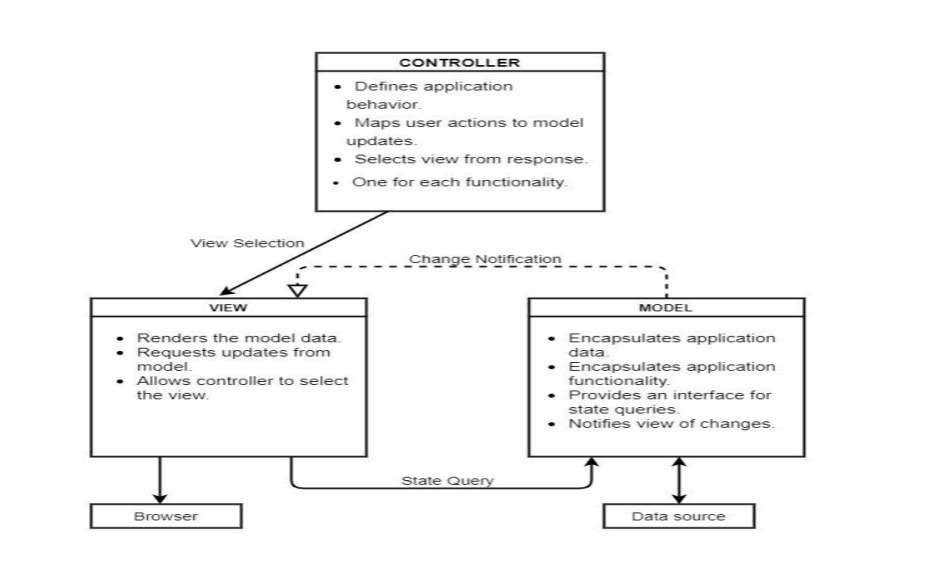 CONTROLLER
• Defines application
behavior.
• Maps user actions to model
updates.
• Selects view from response.
• One for each functionality.
View Selection
Change Notification
VIEW
• Renders the model data.
• Requests updates from
model.
• Allows controller to select
the view.
MODEL
• Encapsulates application
data.
• Encapsulates application
functionality.
• Provides an interface for
state queries.
• Notifies view of changes.
State Query
Browser
Data source